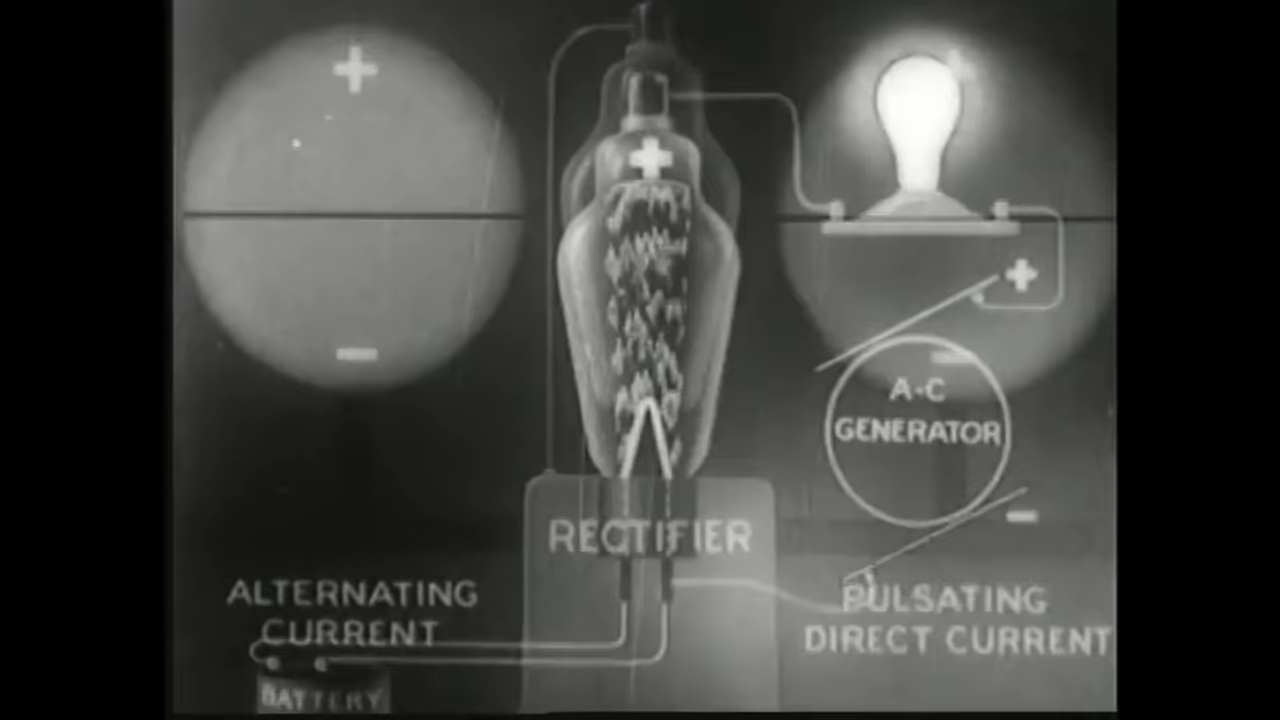 A-C
GENERATOR
RECTIFIER
ALTERNATING
CURRENT
PULSATING
DIRECT CURRENT
BATTERY